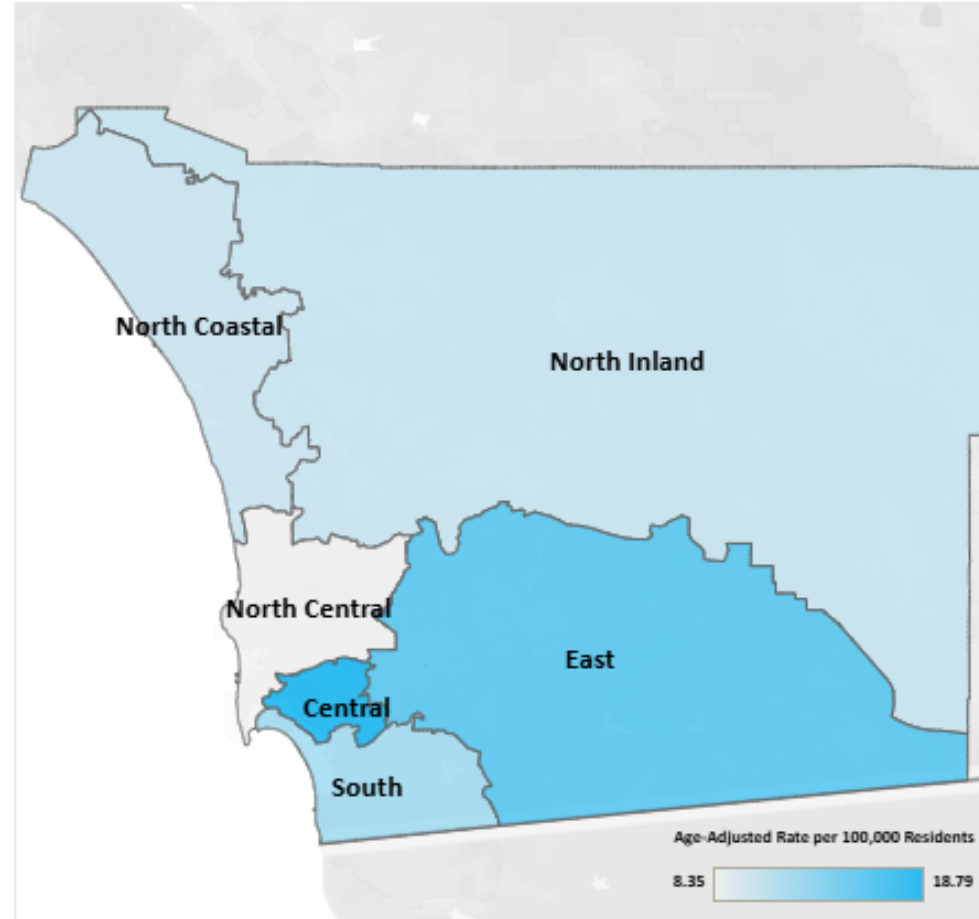 North Coastal
North Inland
North Central
East
Central
South
Age-Adjusted Rate per 100,000 Residents
8.35 18.79